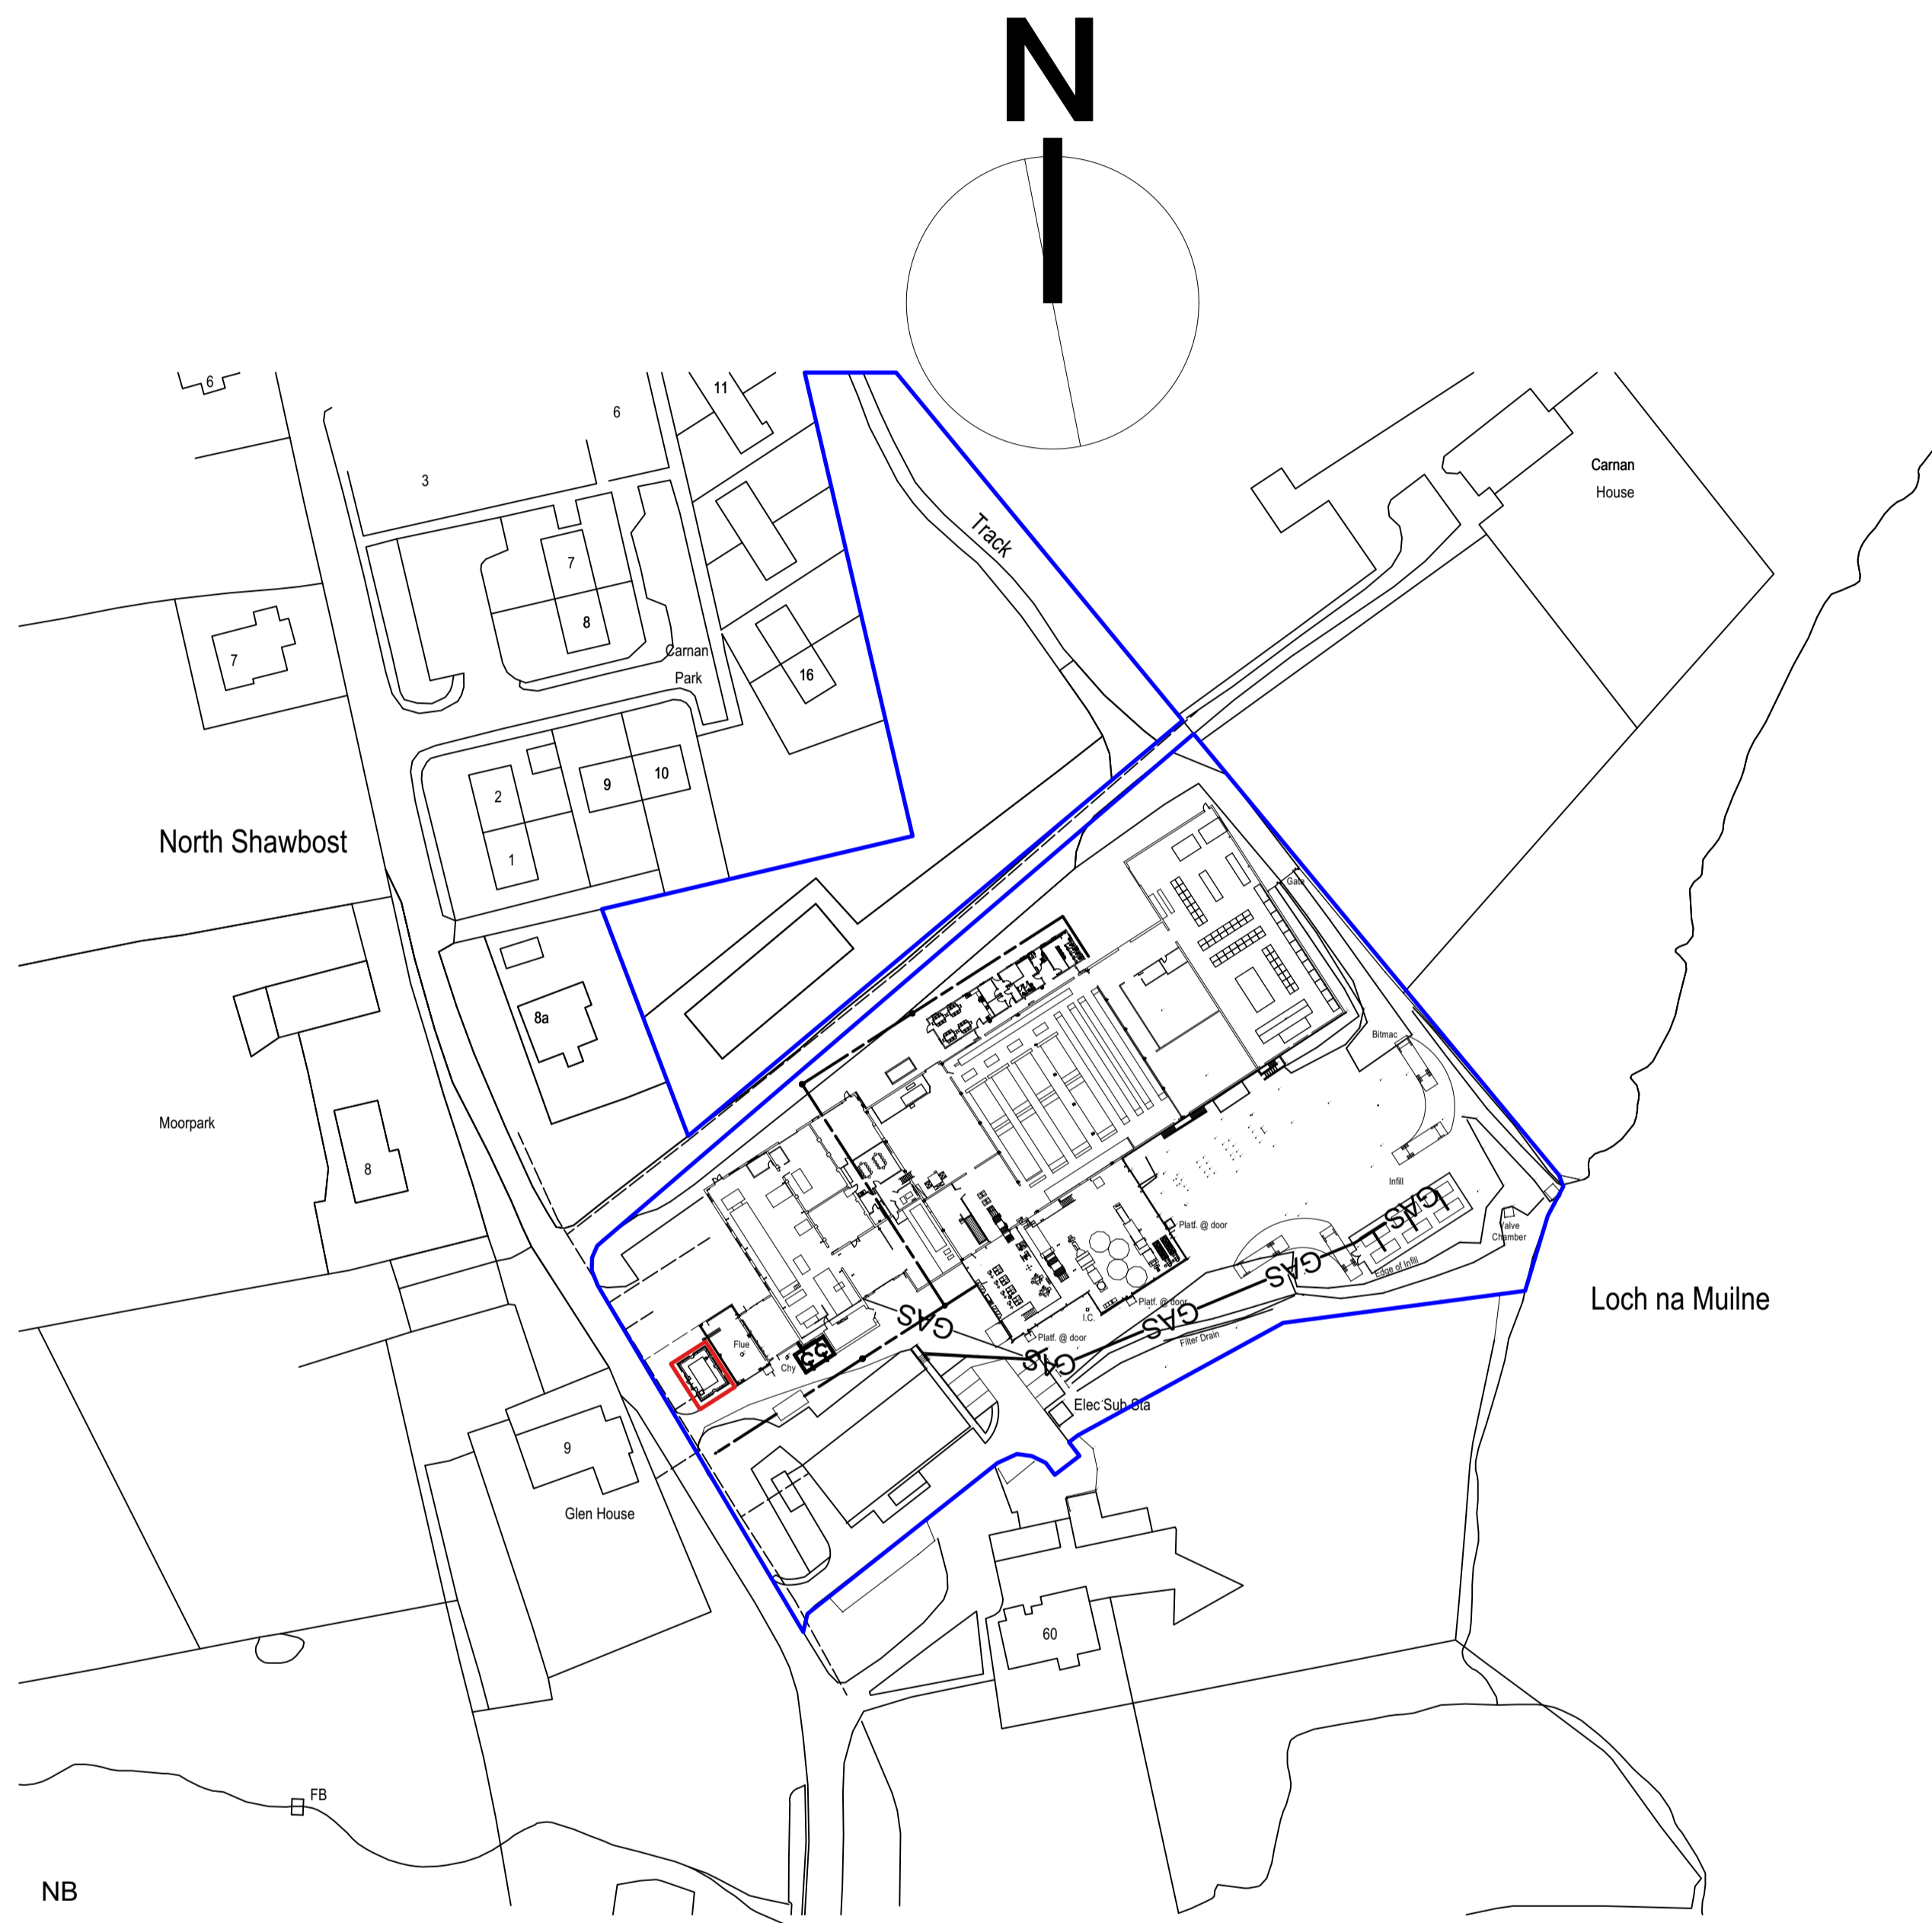 N
6
11
6
3
Carnan
House
Track
7
8
7
Carnan
Park
16
10
9
2
1
North Shawbost
Gate
8a
Bitmac
Moorpark
8
Infill
GAS
Platf. @ door
Valve
Chamber
GAS
Edge of Infill
Loch na Muilne
Platf. @ door
GAS
GAS
I.C.
Platf. @ door
Filter Drain
Flue
Chy
GAS
Elec Sub Sta
9
Glen House
60
FB
NB